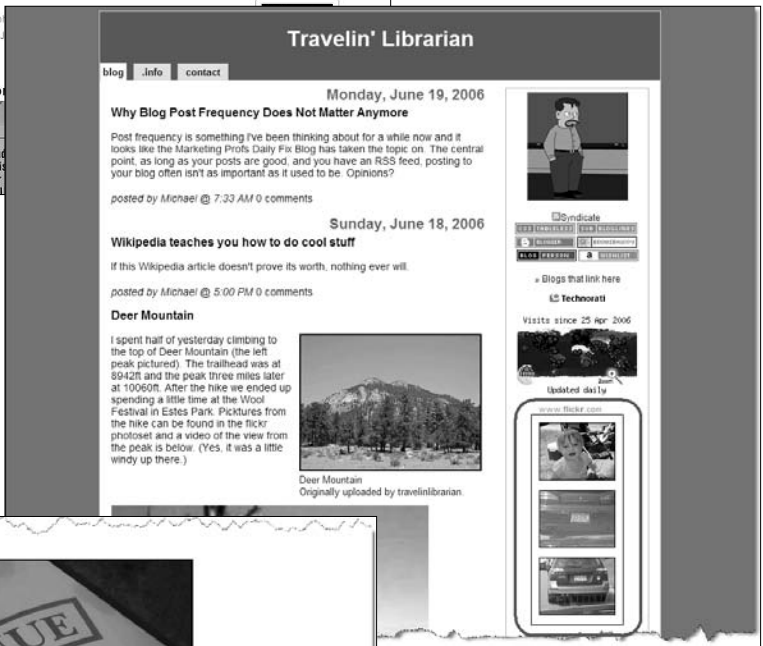 Travelin' Librarian
blog .info contact
Monday, June 19, 2006
Why Blog Post Frequency Does Not Matter Anymore
Post frequency is something I've been thinking about for a while now and it
looks like the Marketing Profs Daily Fix Blog has taken the topic on. The central
point, as long as your posts are good, and you have an RSS feed, posting to
your blog often isn't as important as it used to be. Opinions?
posted by Michael @ 7:33 AM 0 comments
Sunday, June 18, 2006
Wikipedia teaches you how to do cool stuff
If this Wikipedia article doesn't prove its worth, nothing ever will.
posted by Michael @ 5:00 PM 0 comments
Deer Mountain
I spent half of yesterday climbing to
the top of Deer Mountain (the left
peak pictured). The trailhead was at
8942ft and the peak three miles later
at 10060ft. After the hike we ended up
spending a little time at the Wool
Festival in Estes Park. Picktures from
the hike can be found in the flickr
photoset and a video of the view from
the peak is below. (Yes, it was a little
windy up there.)
Deer Mountain
Originally uploaded by travelinlibrarian.
Syndicate
CSS TABLELESS SUB BLOGLINES
BLOGGER
BLOG PERSON a WISHLIST
» Blogs that link here
Technorati
Visits since 25 Apr 2006
Zoom
Updated daily
www.flickr.com
UE